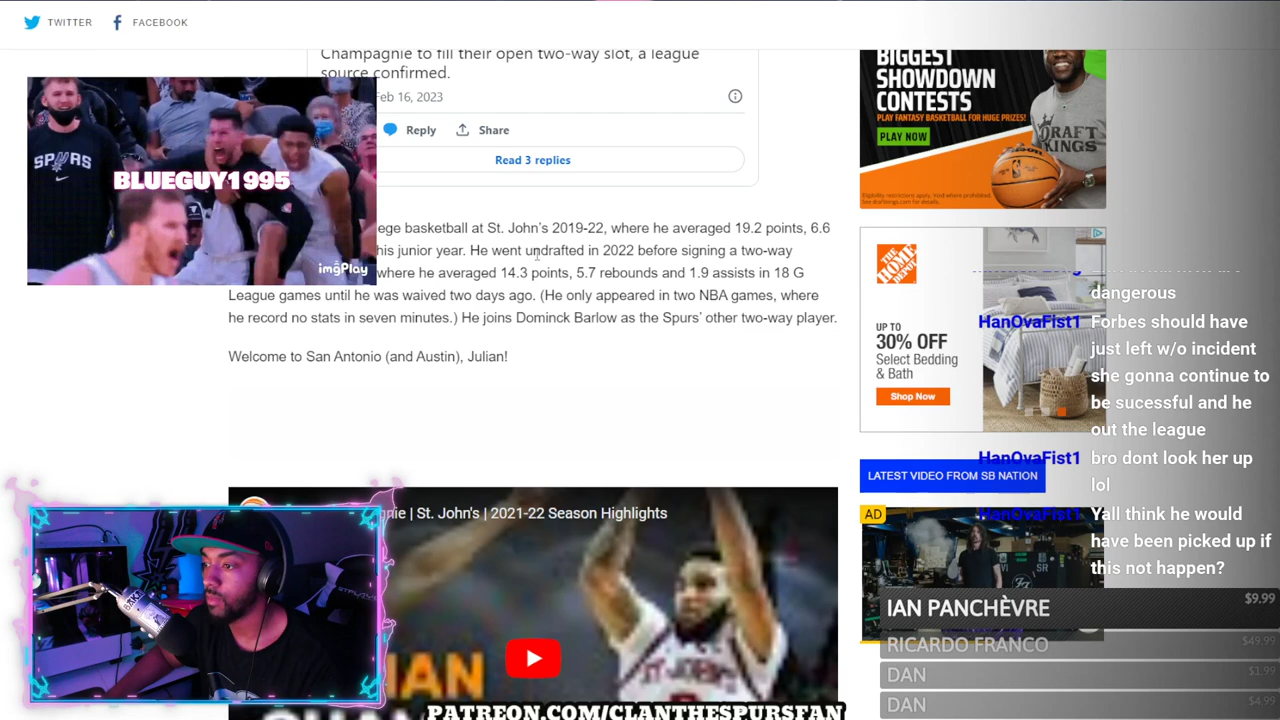 TWITTER
FACEBOOK
Champagnie to fill their open two-way slot, a league
source confirmed.
Feb 16, 2023
Reply
Share
Read 3 replies
SPURS
BLUEGUY1995
imgPlay
ege basketball at St. John's 2019-22, where he averaged 19.2 points, 6.6
his junior year. He went undrafted in 2022 before signing a two-way
where he averaged 14.3 points, 5.7 rebounds and 1.9 assists in 18 G
League games until he was waived two days ago. (He only appeared in two NBA games, where
he record no stats in seven minutes.) He joins Dominck Barlow as the Spurs' other two-way player.
Welcome to San Antonio (and Austin), Julian!
nie | St. John's | 2021-22 Season Highlights
IAN
ST JOHN'S
PATREON.COM/CLANTHESPURSFAN
BIGGEST
SHOWDOWN
CONTESTS
PLAY FANTASY BASKETBALL FOR HUGE PRIZES!
PLAY NOW
DRAFT
KINGS
THE HOME DEPOT
UP TO
30% OFF
Select Bedding
& Bath
Shop Now
LATEST VIDEO FROM SB NATION
AD
dangerous
HanOvaFist1 Forbes should have
just left w/o incident
she gonna continue to
be sucessful and he
out the league
HanOvaFist1 bro dont look her up
lol
HanOvaFist1 Yall think he would
have been picked up if
this not happen?
IAN PANCHÈVRE $9.99
RICARDO FRANCO $49.99
DAN $1.99
DAN $4.99